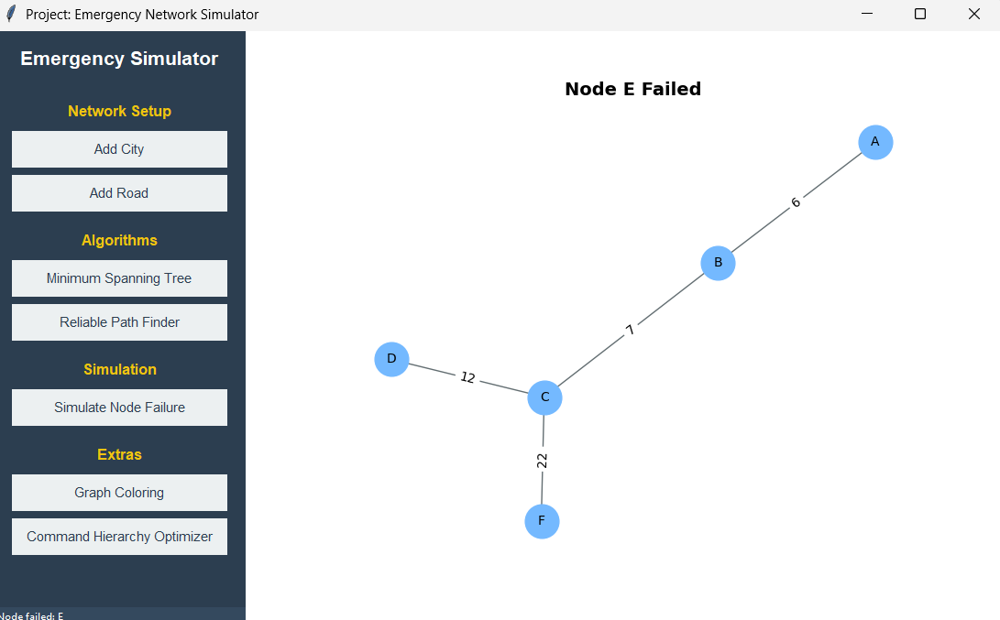 Project: Emergency Network Simulator
Emergency Simulator
Network Setup
Add City
Add Road
Algorithms
Minimum Spanning Tree
Reliable Path Finder
Simulation
Simulate Node Failure
Extras
Graph Coloring
Command Hierarchy Optimizer
Node failed: E
Node E Failed
A
6
B
7
D
12
C
22
F